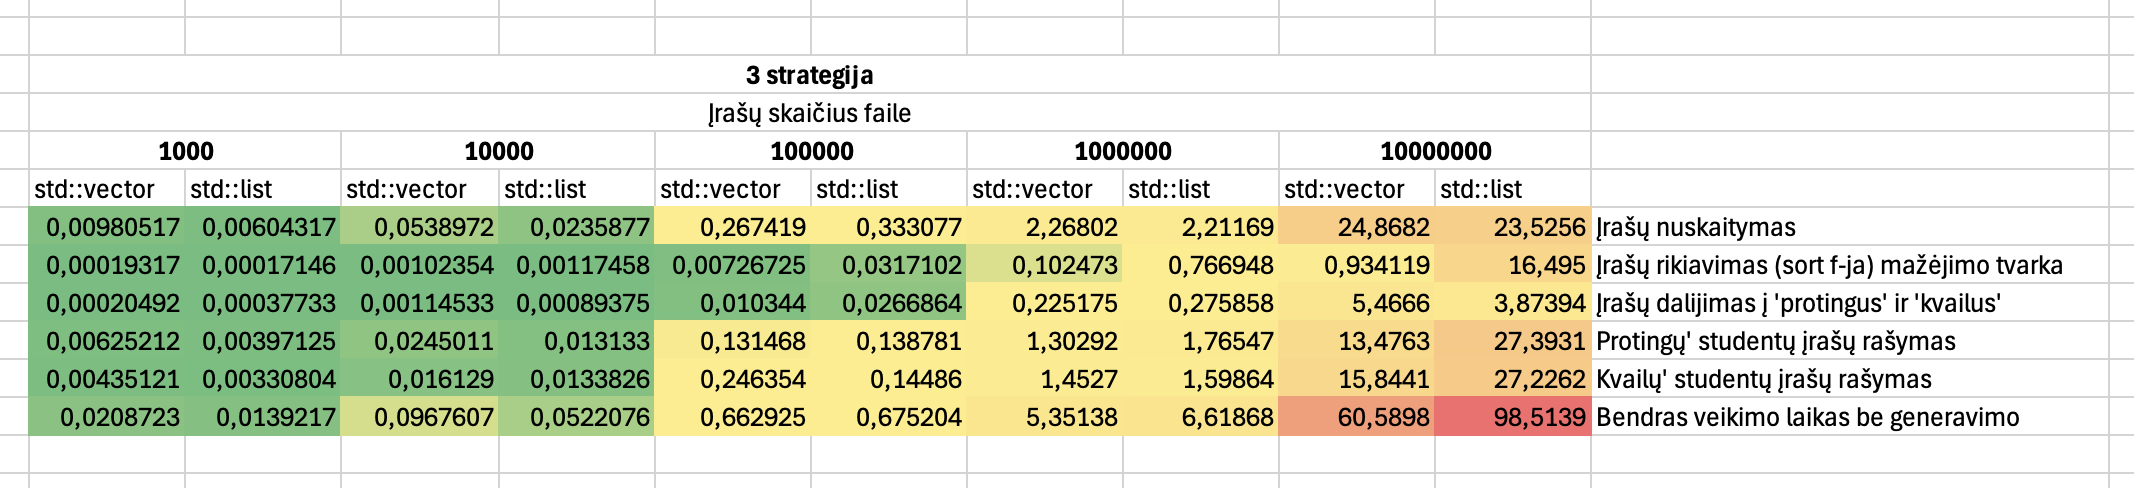 3 strategija
Įrašų skaičius faile
1000 10000 100000 1000000 10000000
std::vector std::list std::vector std::list std::vector std::list std::vector std::list std::vector std::list
0,00980517 0,00604317 0,0538972 0,0235877 0,267419 0,333077 2,26802 2,21169 24,8682 23,5256 Įrašų nuskaitymas
0,00019317 0,00017146 0,00102354 0,00117458 0,00726725 0,0317102 0,102473 0,766948 0,934119 16,495 Įrašų rikiavimas (sort f-ja) mažėjimo tvarka
0,00020492 0,00037733 0,00114533 0,00089375 0,010344 0,0266864 0,225175 0,275858 5,4666 3,87394 Įrašų dalijimas į 'protingus' ir 'kvailus'
0,00625212 0,00397125 0,0245011 0,013133 0,131468 0,138781 1,30292 1,76547 13,4763 27,3931 Protingų' studentų įrašų rašymas
0,00435121 0,00330804 0,016129 0,0133826 0,246354 0,14486 1,4527 1,59864 15,8441 27,2262 Kvailų' studentų įrašų rašymas
0,0208723 0,0139217 0,0967607 0,0522076 0,662925 0,675204 5,35138 6,61868 60,5898 98,5139 Bendras veikimo laikas be generavimo